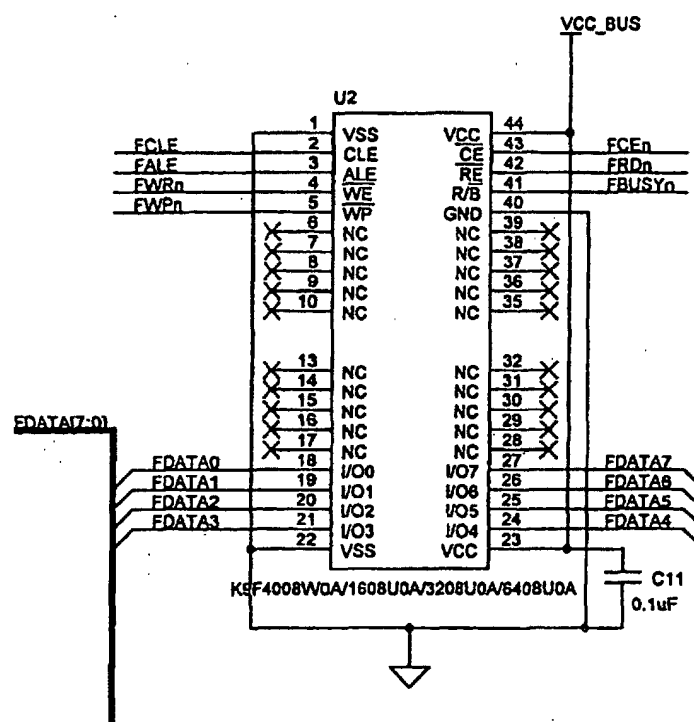 VCC_BUS
U2
1 VSS VCC 44
FCLE 2 CLE CE 43 FCEn
FALE 3 ALE RE 42 FRDn
FWRn 4 WE R/B 41 FBUSYn
FWPn 5 WP GND 40
6 NC NC 39
7 NC NC 38
8 NC NC 37
9 NC NC 36
10 NC NC 35
13 NC NC 32
14 NC NC 31
15 NC NC 30
16 NC NC 29
17 NC NC 28
FDATA[7:0]
FDATA0 18 I/O0 I/O7 27 FDATA7
FDATA1 19 I/O1 I/O6 26 FDATA6
FDATA2 20 I/O2 I/O5 25 FDATA5
FDATA3 21 I/O3 I/O4 24 FDATA4
22 VSS VCC 23
K9F4008W0A/1608U0A/3208U0A/6408U0A
C11
0.1uF